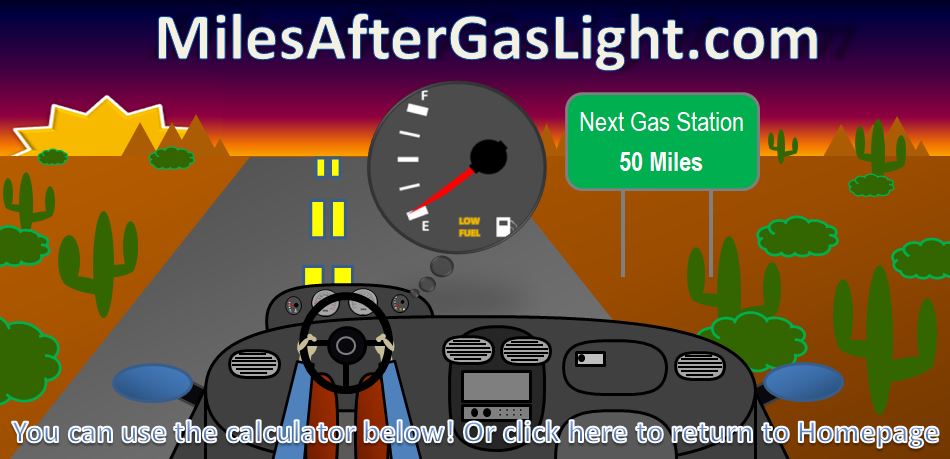 MilesAfterGasLight.com
F
Next Gas Station
50 Miles
LOW
FUEL
E
You can use the calculator below! Or click here to return to Homepage